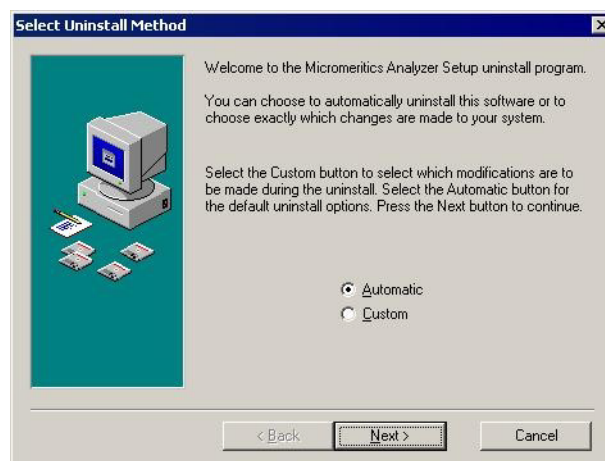 Select Uninstall Method
Welcome to the Micromeritics Analyzer Setup uninstall program.
You can choose to automatically uninstall this software or to
choose exactly which changes are made to your system.
Select the Custom button to select which modifications are to
be made during the uninstall. Select the Automatic button for
the default uninstall options. Press the Next button to continue.
Automatic
Custom
< Back
Next >
Cancel